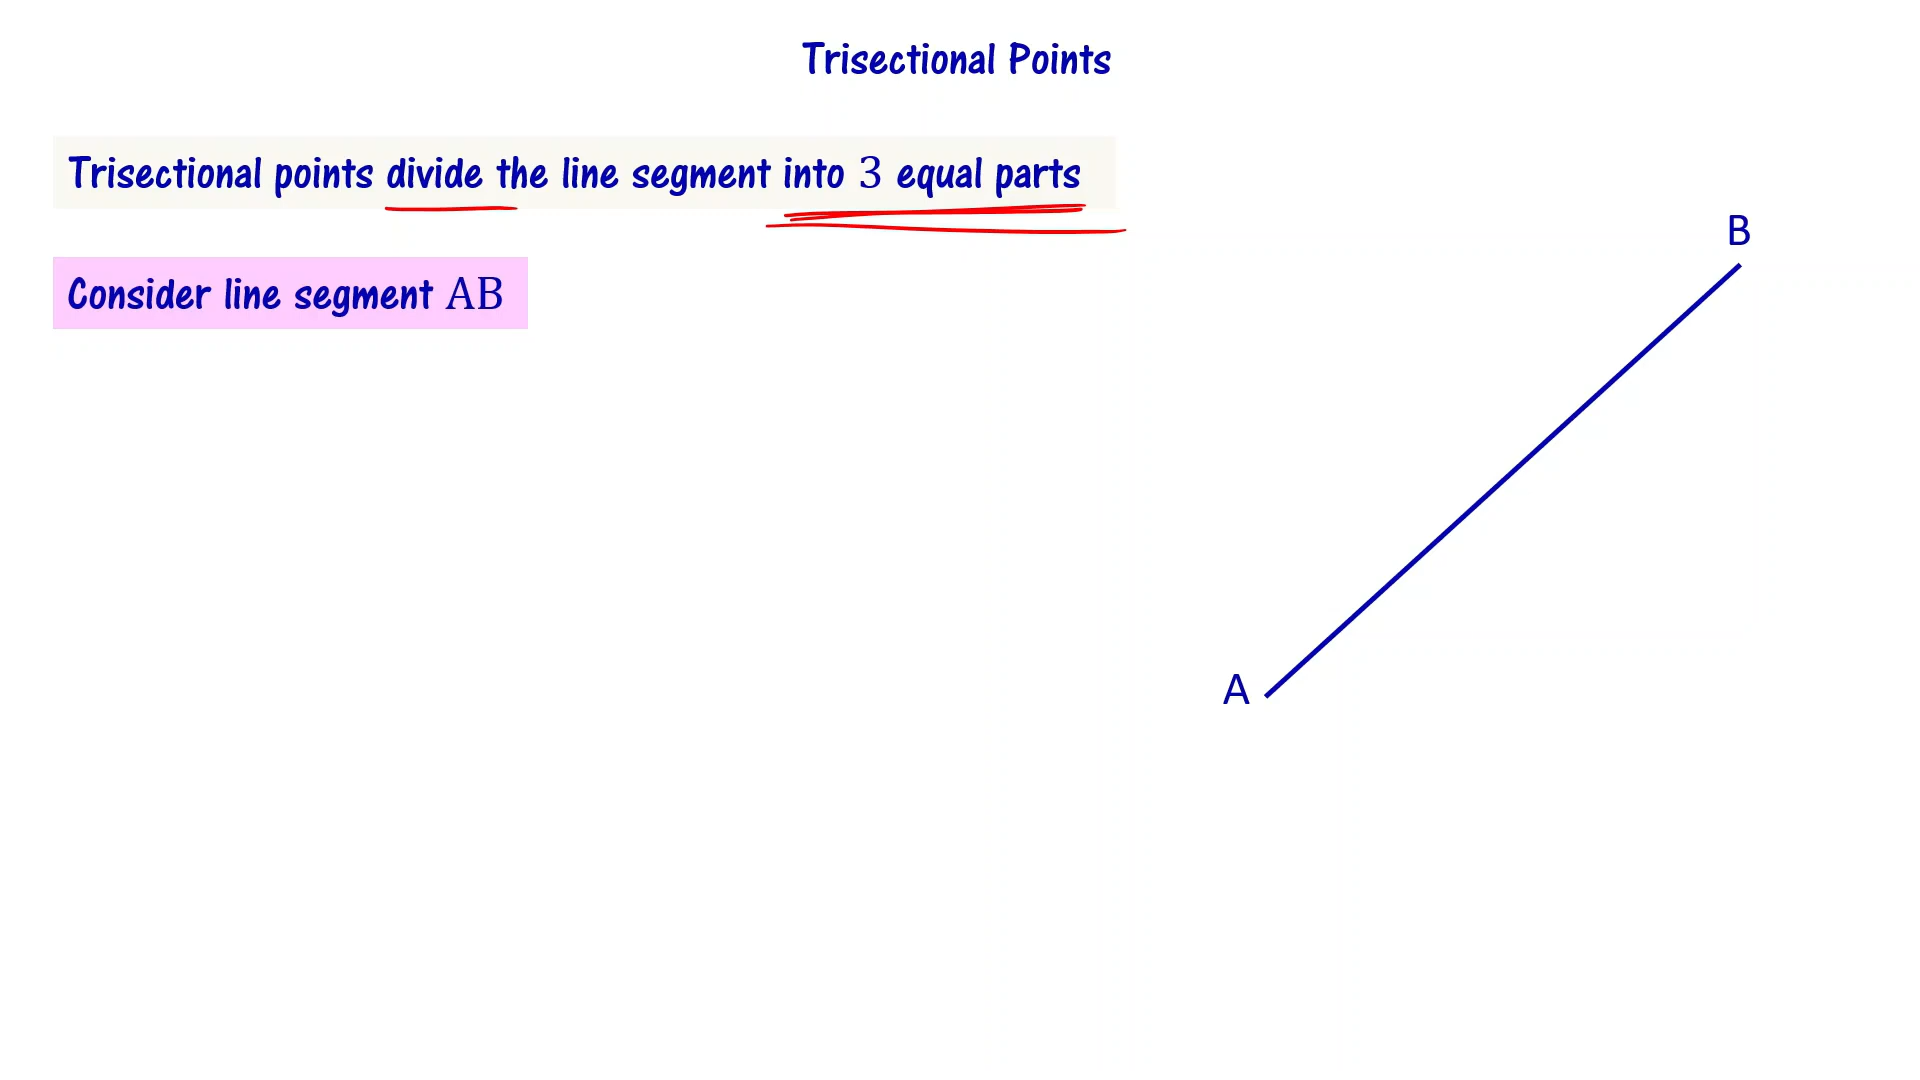 Trisectional Points
Trisectional points divide the line segment into 3 equal parts
B
Consider line segment AB
A